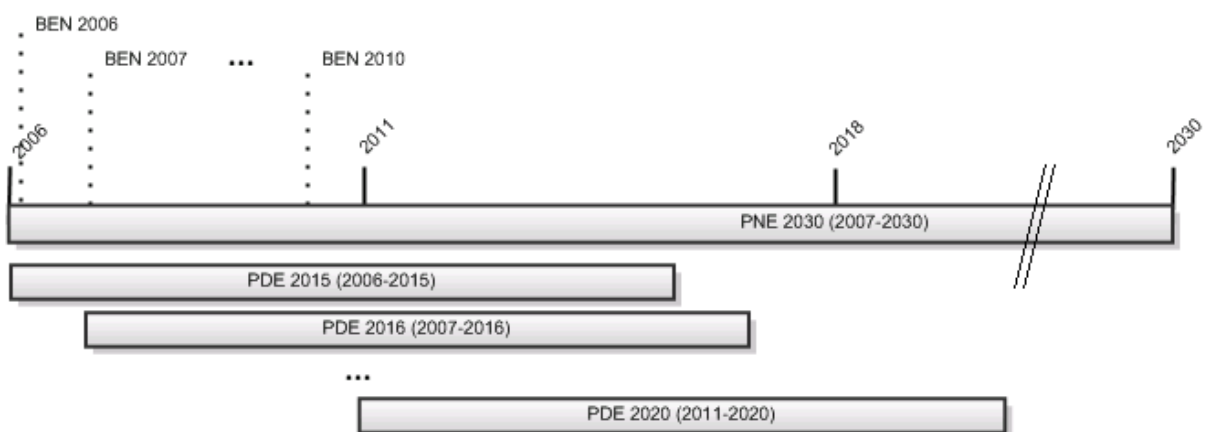 BEN 2006
BEN 2007 ... BEN 2010
2006 2011 2018 2030
PNE 2030 (2007-2030)
PDE 2015 (2006-2015)
PDE 2016 (2007-2016)
...
PDE 2020 (2011-2020)